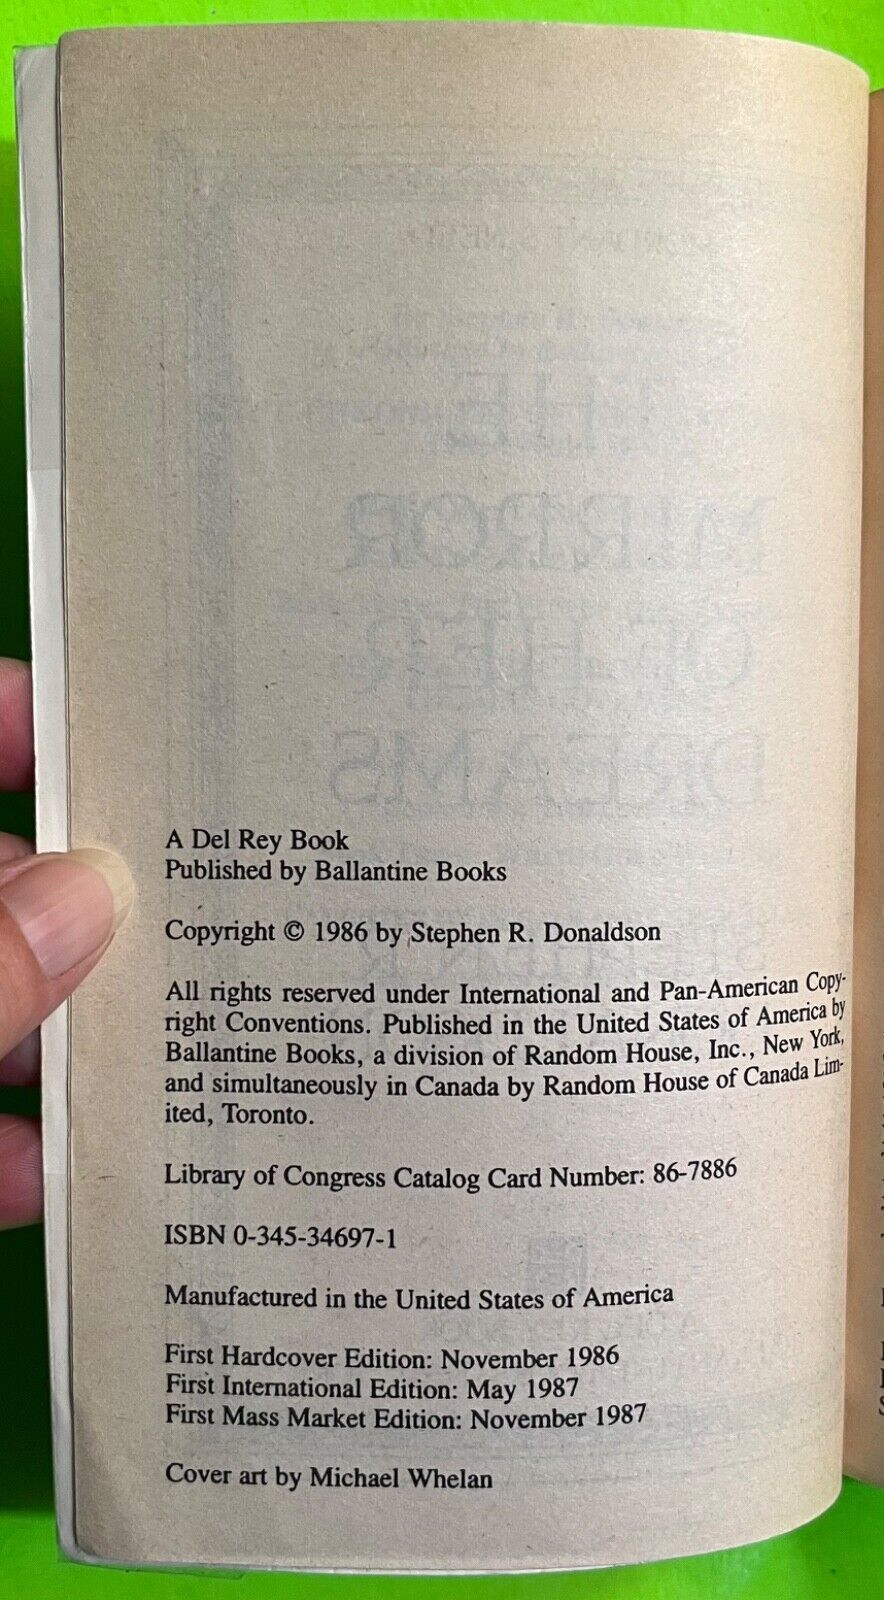 A Del Rey Book
Published by Ballantine Books
Copyright © 1986 by Stephen R. Donaldson
All rights reserved under International and Pan-American Copy-
right Conventions. Published in the United States of America by
Ballantine Books, a division of Random House, Inc., New York,
and simultaneously in Canada by Random House of Canada Lim-
ited, Toronto.
Library of Congress Catalog Card Number: 86-7886
ISBN 0-345-34697-1
Manufactured in the United States of America
First Hardcover Edition: November 1986
First International Edition: May 1987
First Mass Market Edition: November 1987
Cover art by Michael Whelan